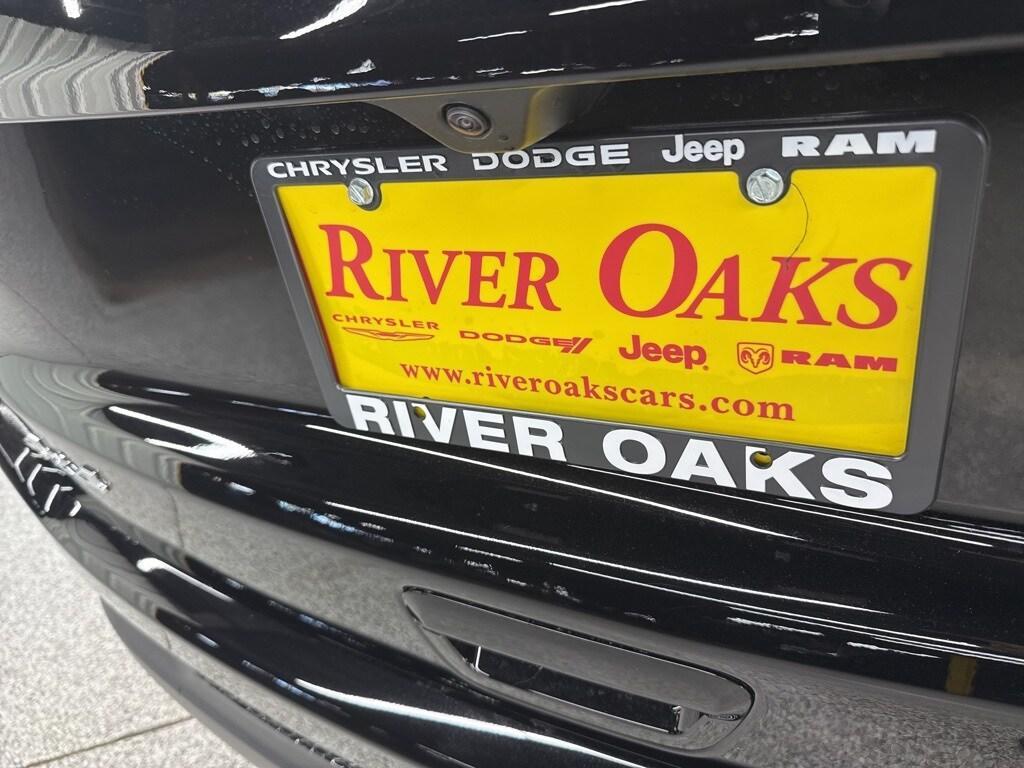 CHRYSLER DODGE Jeep RAM
RIVER OAKS
CHRYSLER DODGE Jeep RAM
www.riveroakscars.com
RIVER OAKS